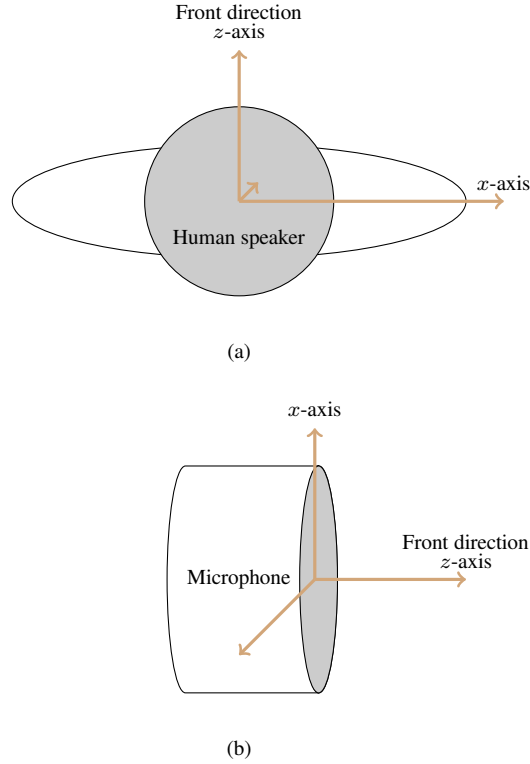 Front direction
z-axis
x-axis
Human speaker
(a)
x-axis
Front direction
z-axis
Microphone
(b)